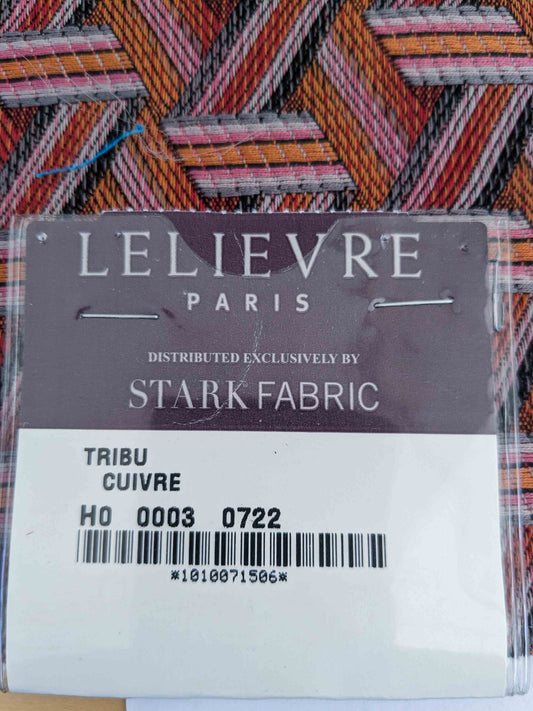 LELIEVRE
PARIS
DISTRIBUTED EXCLUSIVELY BY
STARK FABRIC
TRIBU
CUIVRE
H0 0003 0722
*1010071506*